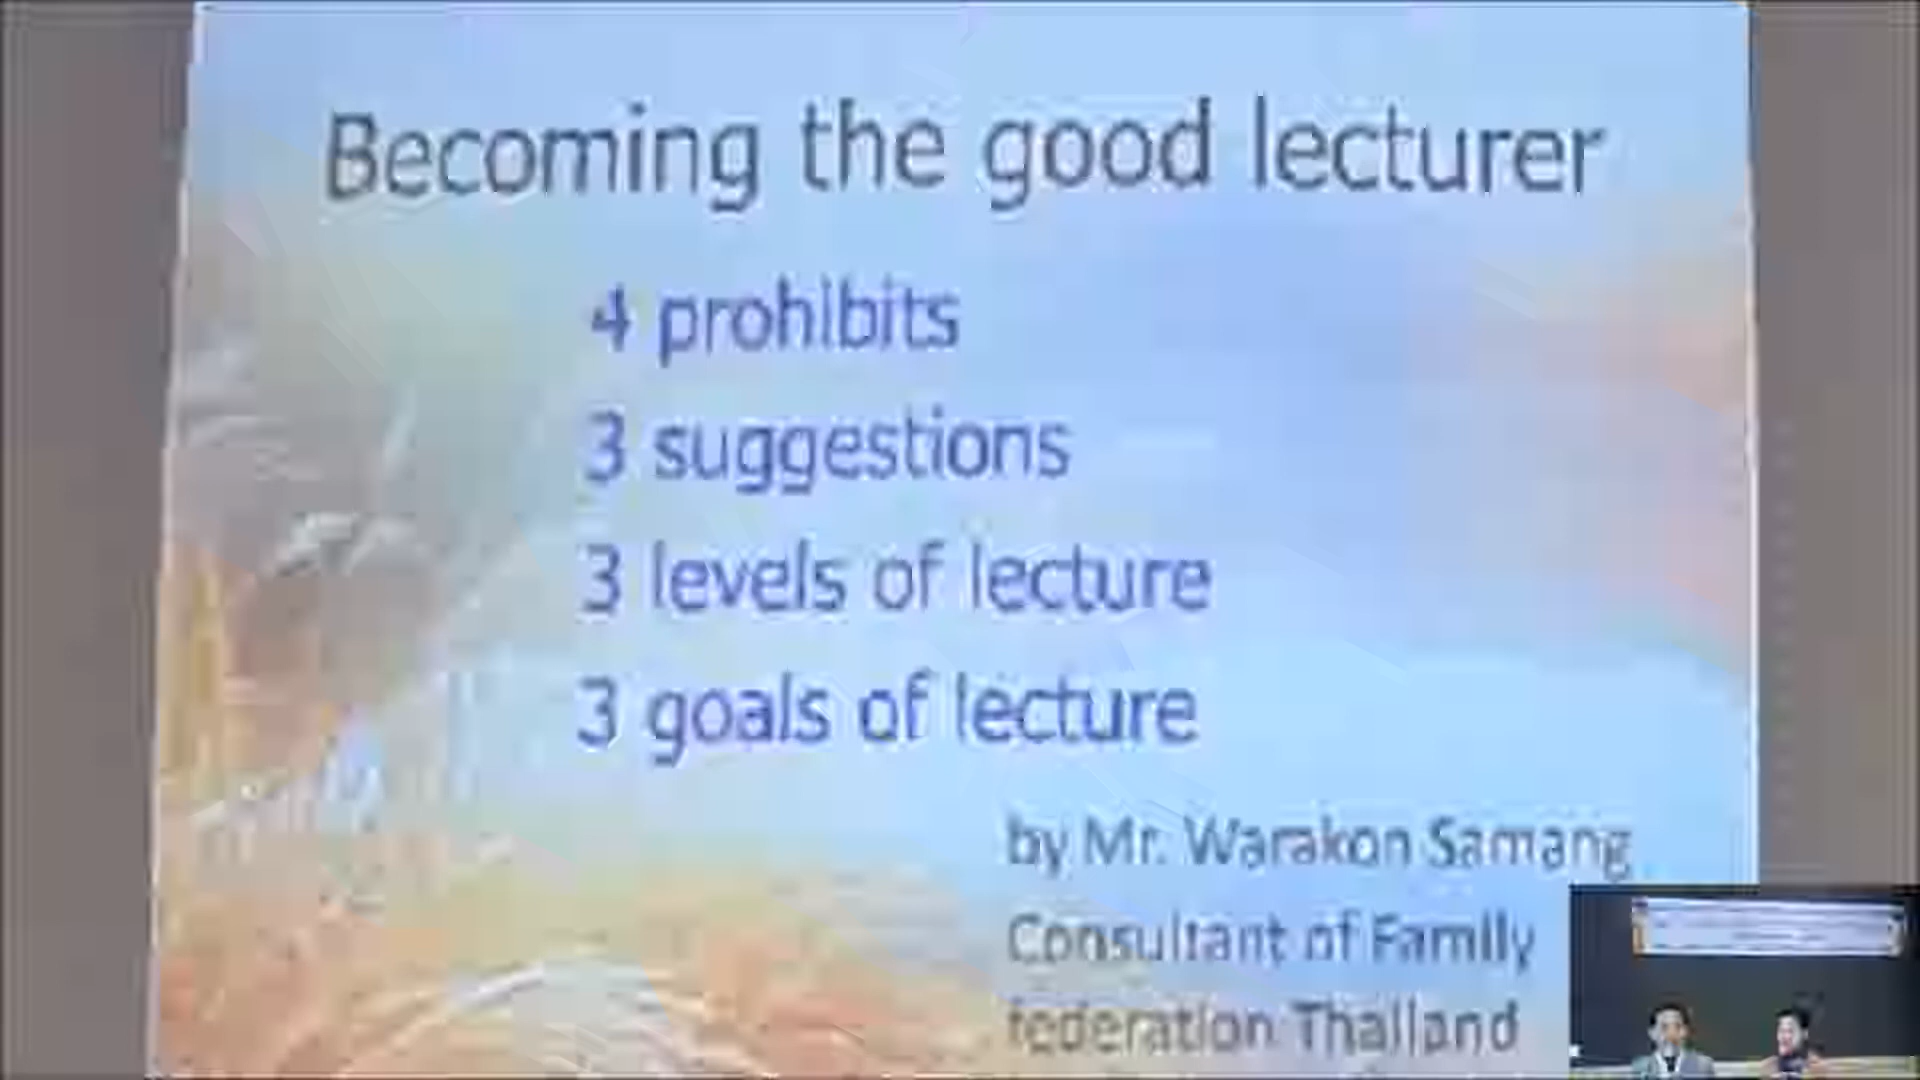 Becoming the good lecturer
4 prohibits
3 suggestions
3 levels of lecture
3 goals of lecture
by Mr. Warakon Samang
Consultant of Family
federation Thailand